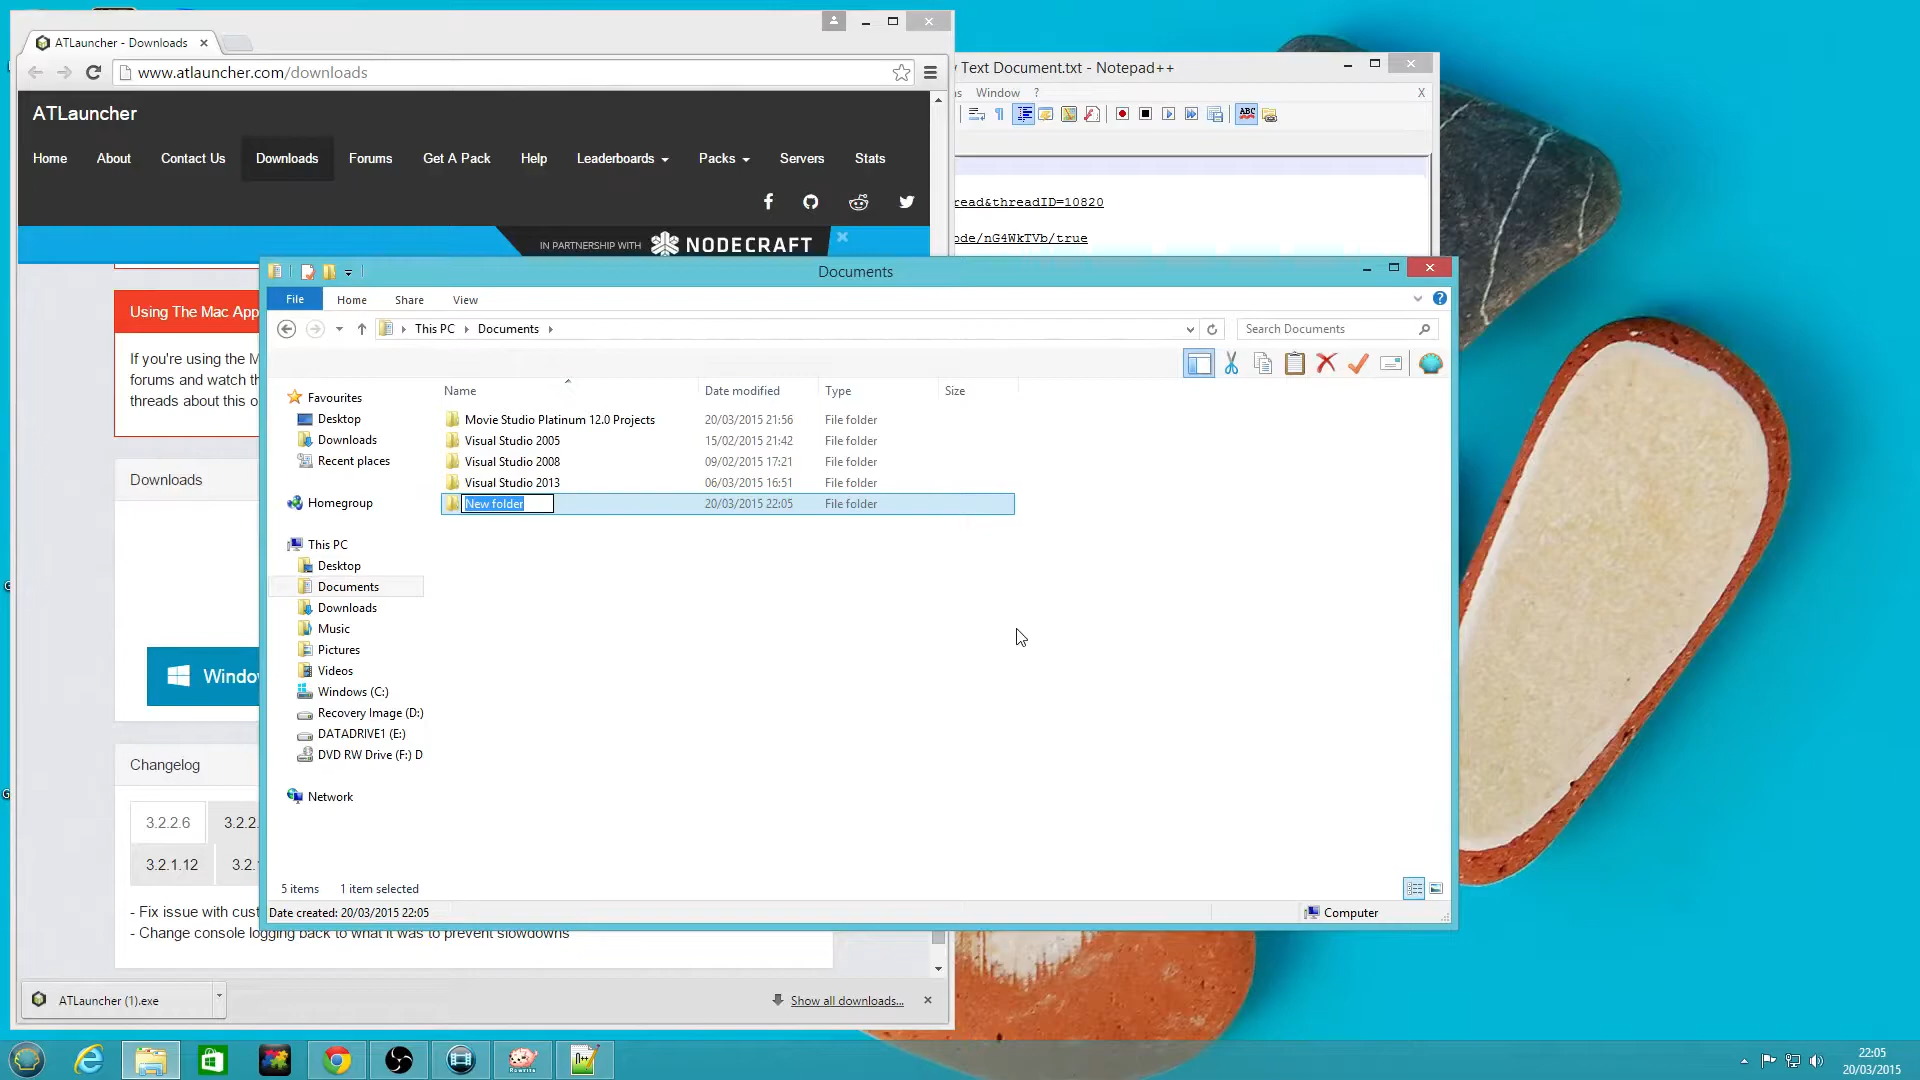 ATLauncher - Downloads
www.atlauncher.com/downloads
ATLauncher
Home About Contact Us Downloads Forums Get A Pack Help Leaderboards Packs Servers Stats
IN PARTNERSHIP WITH NODECRAFT
Text Document.txt - Notepad++
Window ?
X
ABC
read&threadID=10820
ode/nG4WkTVb/true
Using The Mac App
If you're using the M
forums and watch th
threads about this o
Downloads
Windo
Changelog
3.2.2.6 3.2.2.
3.2.1.12 3.2.
- Fix issue with cust
- Change console logging back to what it was to prevent slowdowns
ATLauncher (1).exe
Show all downloads...
Documents
File Home Share View
This PC Documents
Search Documents
Name Date modified Type Size
Movie Studio Platinum 12.0 Projects 20/03/2015 21:56 File folder
Visual Studio 2005 15/02/2015 21:42 File folder
Visual Studio 2008 09/02/2015 17:21 File folder
Visual Studio 2013 06/03/2015 16:51 File folder
New folder 20/03/2015 22:05 File folder
Favourites
Desktop
Downloads
Recent places
Homegroup
This PC
Desktop
Documents
Downloads
Music
Pictures
Videos
Windows (C:)
Recovery Image (D:)
DATADRIVE1 (E:)
DVD RW Drive (F:) D
Network
5 items 1 item selected
Date created: 20/03/2015 22:05
Computer
22:05
20/03/2015